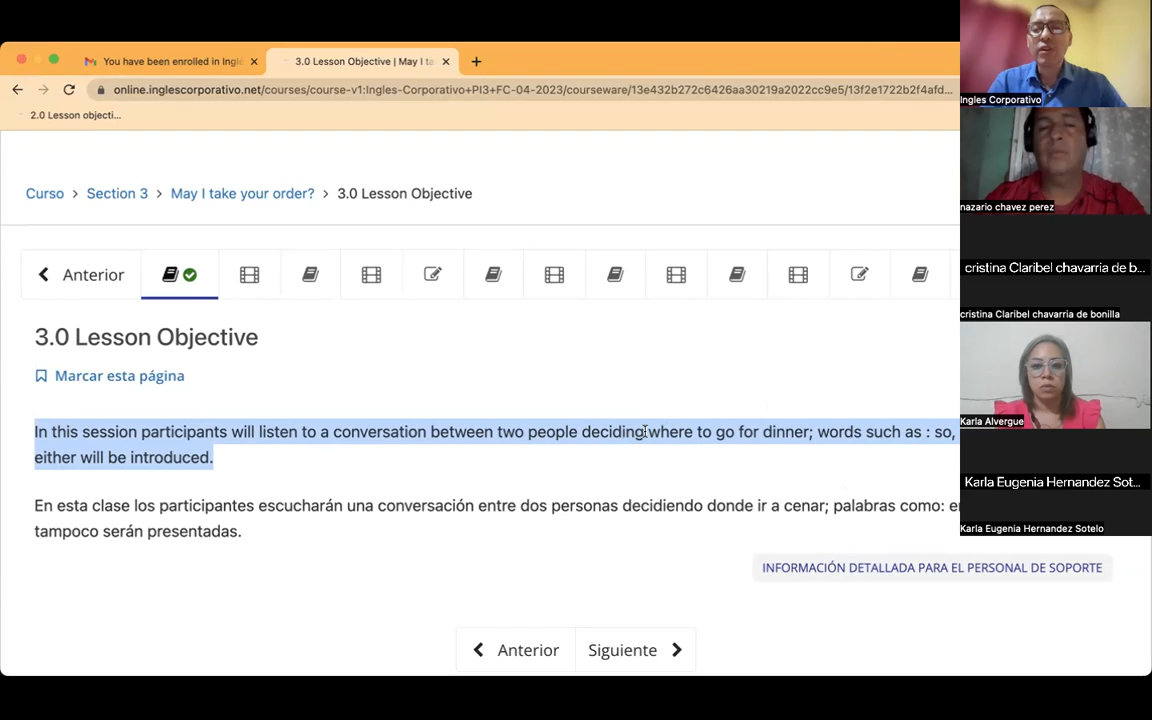 You have been enrolled in Inglé
3.0 Lesson Objective | May I ta
online.inglescorporativo.net/courses/course-v1:Ingles-Corporativo+PI3+FC-04-2023/courseware/13e432b272c6426aa30219a2022cc9e5/13f2e1722b2f4afd...
2.0 Lesson objecti...
Curso > Section 3 > May I take your order? > 3.0 Lesson Objective
Anterior
3.0 Lesson Objective
Marcar esta página
In this session participants will listen to a conversation between two people deciding where to go for dinner; words such as : so,
either will be introduced.
En esta clase los participantes escucharán una conversación entre dos personas decidiendo donde ir a cenar; palabras como:
tampoco serán presentadas.
INFORMACIÓN DETALLADA PARA EL PERSONAL DE SOPORTE
Anterior
Siguiente
Ingles Corporativo
nazario chavez perez
cristina Claribel chavarria de b...
cristina Claribel chavarria de bonilla
Karla Alvergue
Karla Eugenia Hernandez Sot...
Karla Eugenia Hernandez Sotelo